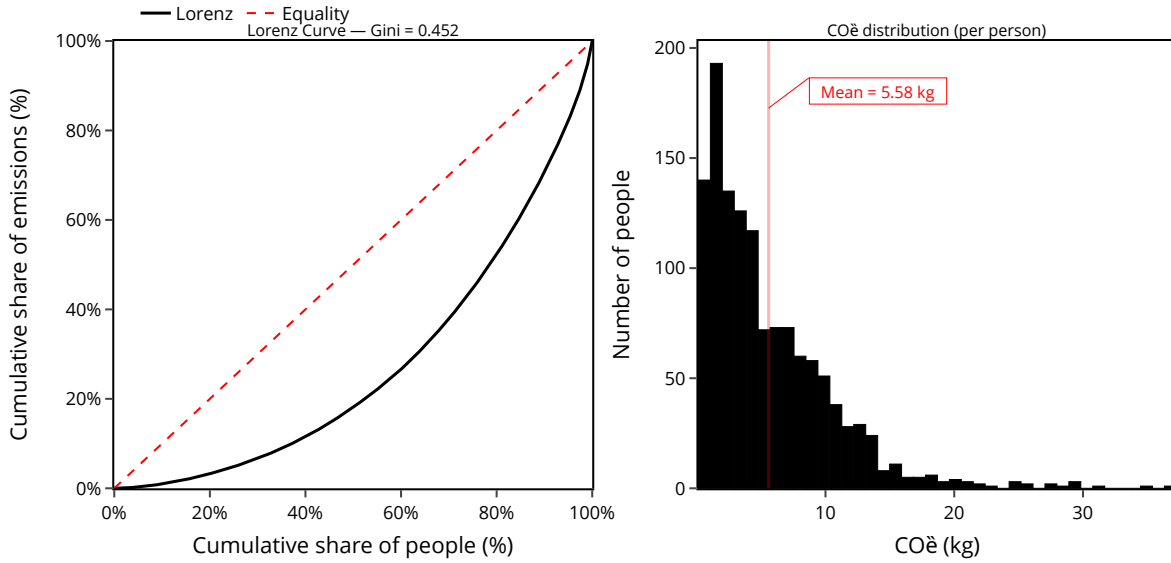 Lorenz
Equality
Lorenz Curve — Gini = 0.452
Cumulative share of emissions (%)
100%
80%
60%
40%
20%
0%
0%
20%
40%
60%
80%
100%
Cumulative share of people (%)
COȅ distribution (per person)
Number of people
200
150
100
50
0
Mean = 5.58 kg
10
20
30
COȅ (kg)